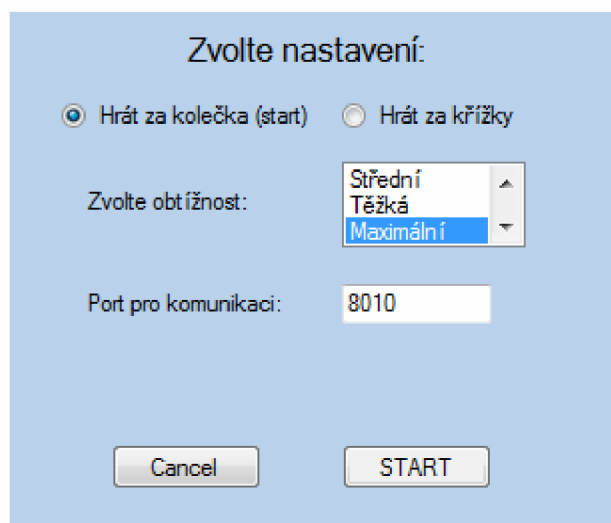 Zvolte nastavení:
Hrát za kolečka (start) Hrát za křížky
Zvolte obtížnost:
Střední
Těžká
Maximální
Port pro komunikaci: 8010
Cancel START